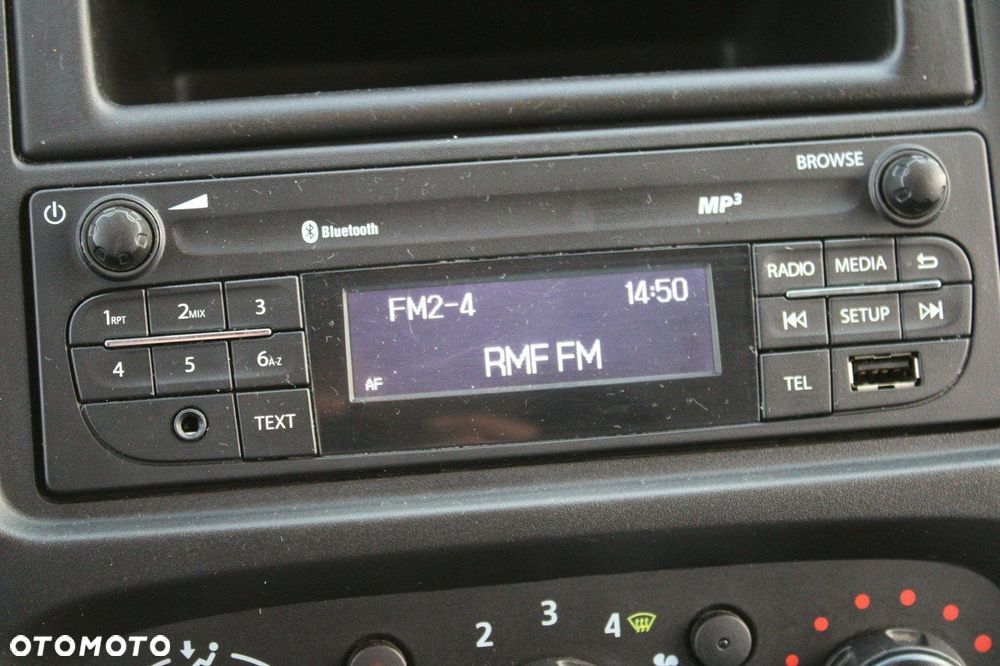 BROWSE
Bluetooth
MP3
FM2-4 14:50
RMF FM
AF
1RPT 2MIX 3
4 5 6A-Z
TEXT
RADIO MEDIA
SETUP
TEL
2 3 4
OTOMOTO